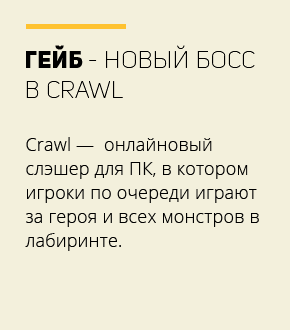 ГЕЙБ - НОВЫЙ БОСС
В CRAWL
Crawl — онлайновый
слэшер для ПК, в котором
игроки по очереди играют
за героя и всех монстров в
лабиринте.